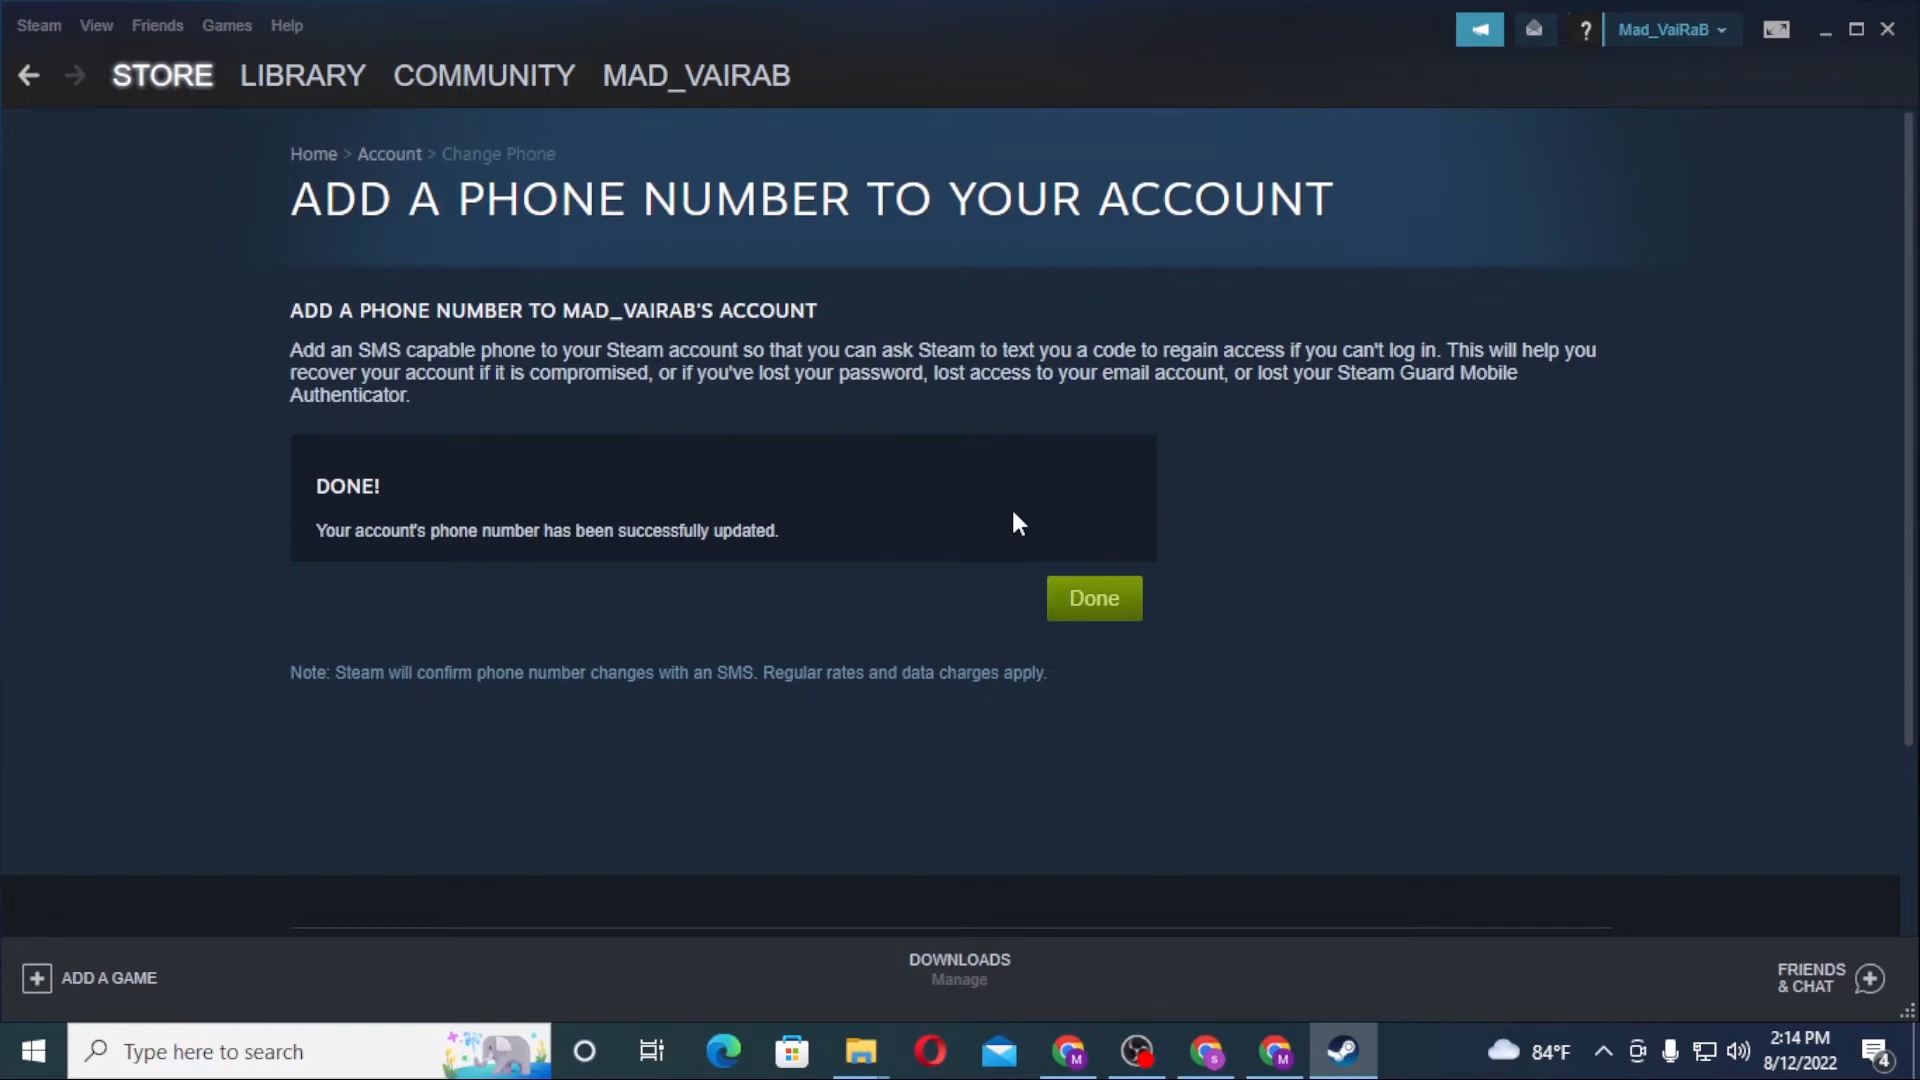 Steam View Friends Games Help
Mad_VaiRaB
STORE LIBRARY COMMUNITY MAD_VAIRAB
Home > Account > Change Phone
ADD A PHONE NUMBER TO YOUR ACCOUNT
ADD A PHONE NUMBER TO MAD_VAIRAB'S ACCOUNT
Add an SMS capable phone to your Steam account so that you can ask Steam to text you a code to regain access if you can't log in. This will help you
recover your account if it is compromised, or if you've lost your password, lost access to your email account, or lost your Steam Guard Mobile
Authenticator.
DONE!
Your account's phone number has been successfully updated.
Done
Note: Steam will confirm phone number changes with an SMS. Regular rates and data charges apply.
ADD A GAME
DOWNLOADS
Manage
FRIENDS
& CHAT
Type here to search
M
S
M
84°F
2:14 PM
8/12/2022
4